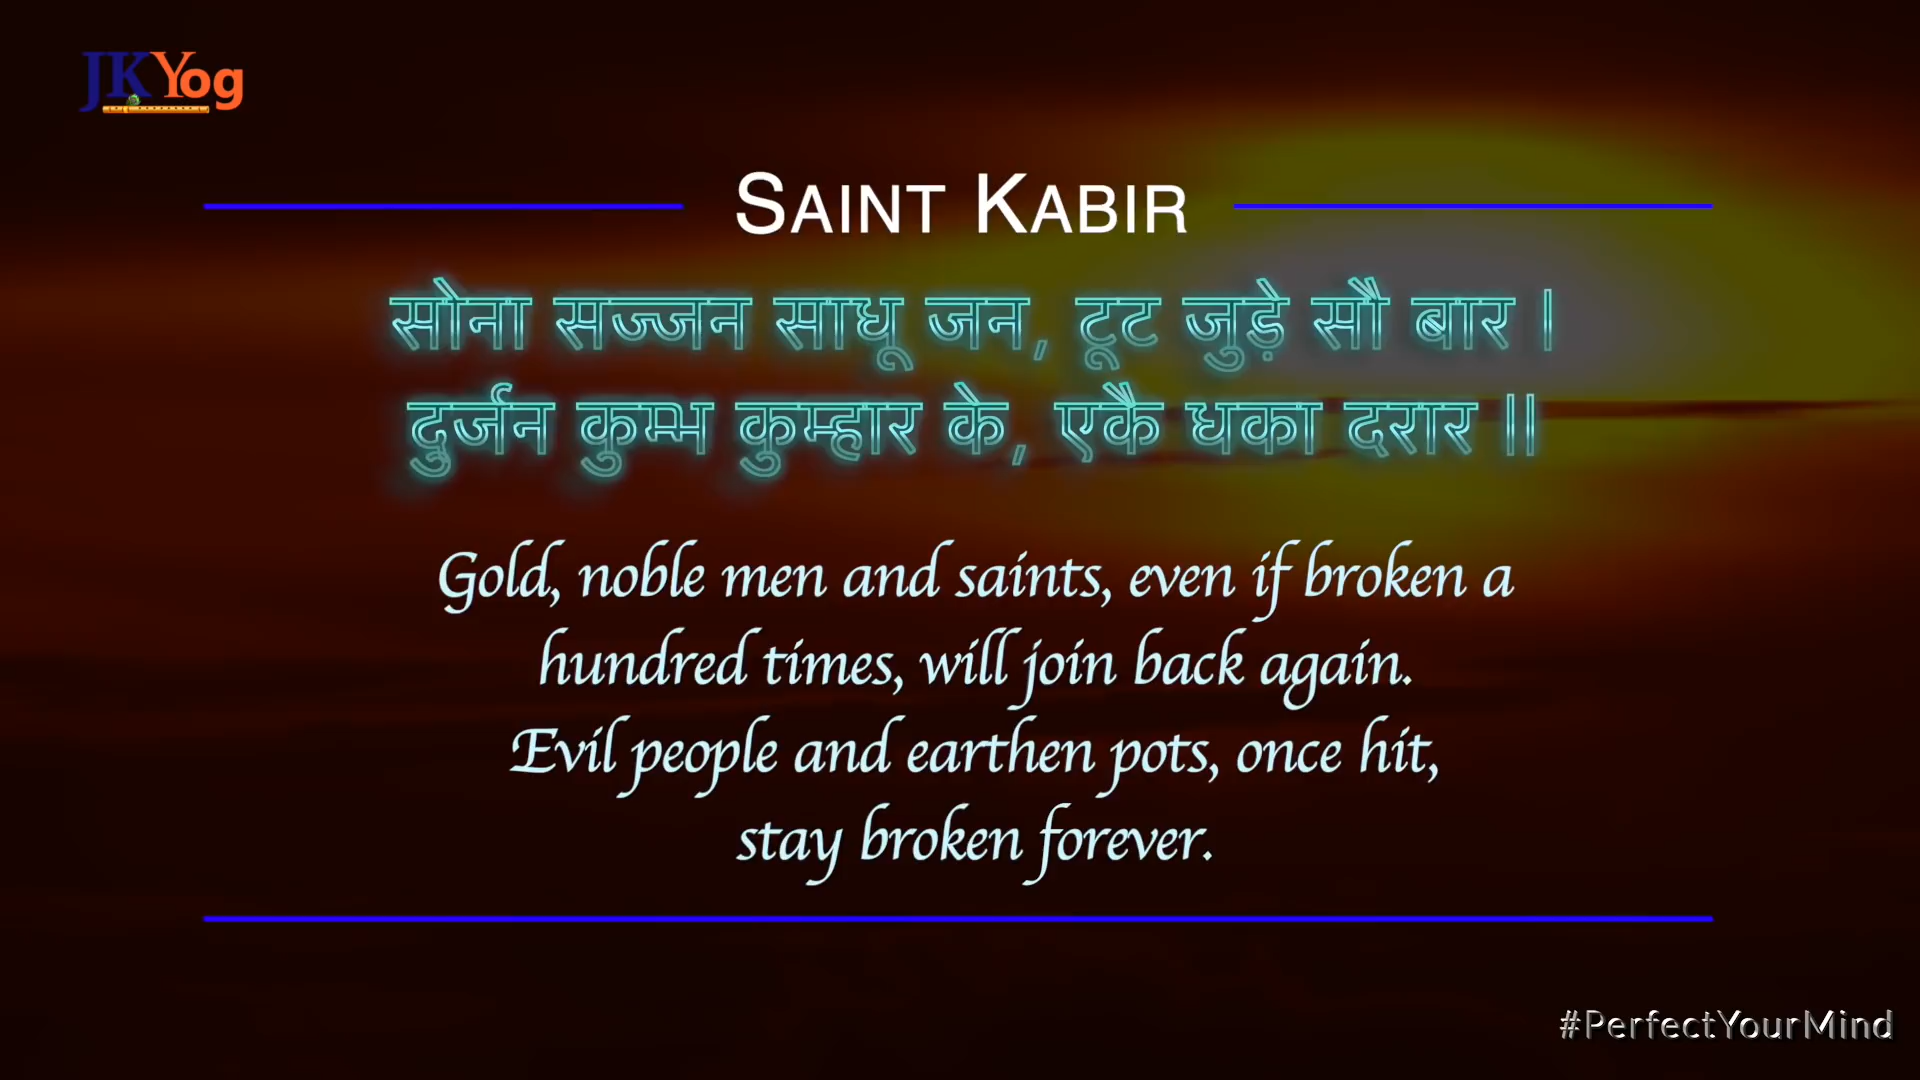 JKYog
SAINT KABIR
सोना सज्जन साधू जन, टूट जुड़े सौ बार |
दुर्जन कुम्भ कुम्हार के, एकै धका दरार ||
Gold, noble men and saints, even if broken a
hundred times, will join back again.
Evil people and earthen pots, once hit,
stay broken forever.
#PerfectYourMind